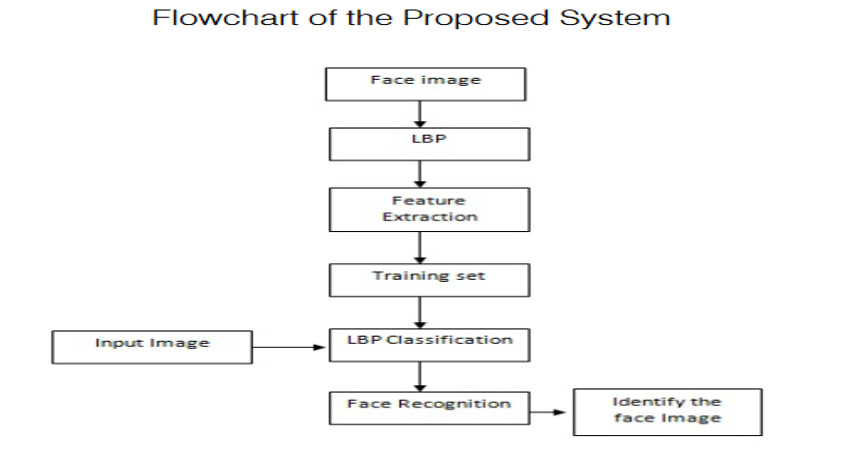 Flowchart of the Proposed System
Face image
LBP
Feature
Extraction
Training set
Input Image
LBP Classification
Face Recognition
Identify the
face Image